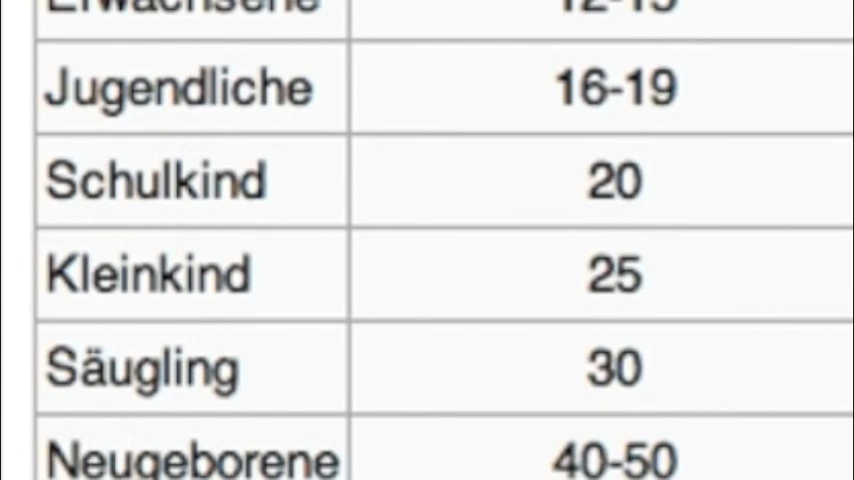 Erwachsene 12-15
Jugendliche 16-19
Schulkind 20
Kleinkind 25
Säugling 30
Neugeborene 40-50